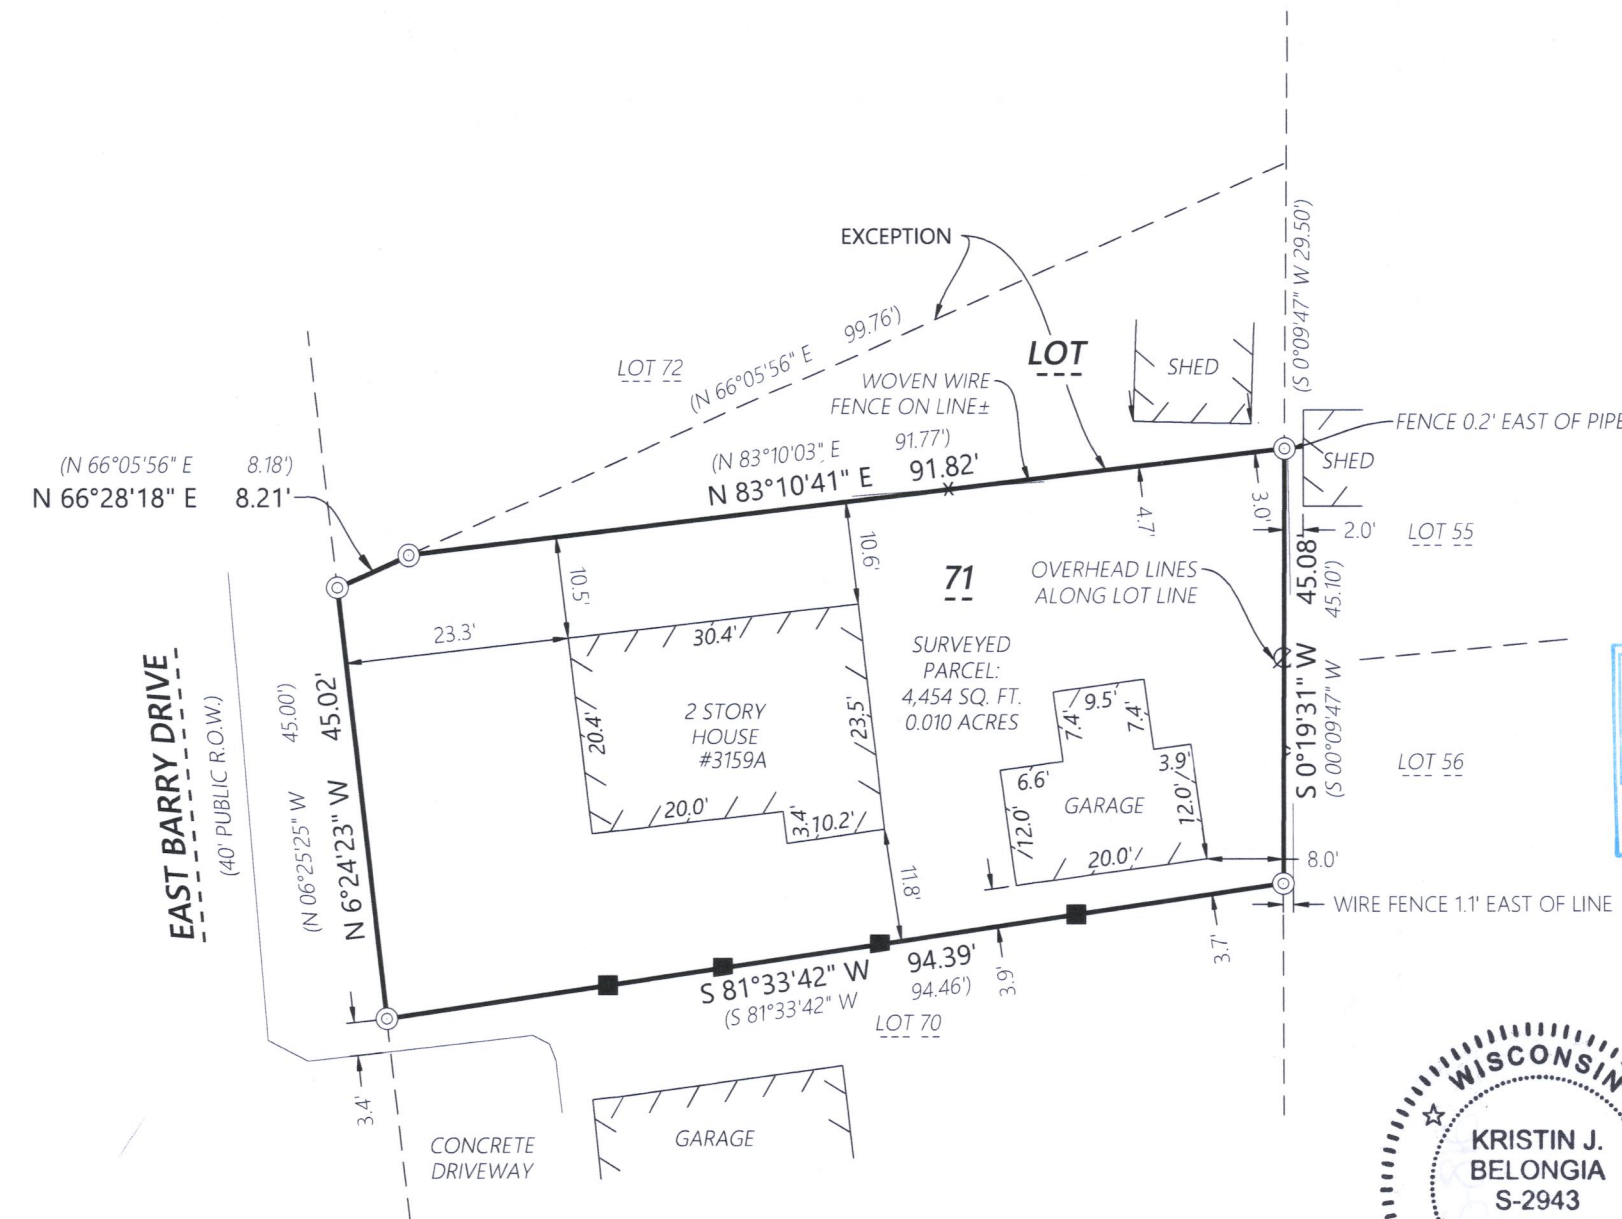 EXCEPTION
(S 0°09'47" W 29.50')
(N 66°05'56" E 99.76')
LOT 72
LOT
SHED
WOVEN WIRE
FENCE ON LINE±
FENCE 0.2' EAST OF PIPE
SHED
(N 66°05'56" E 8.18')
N 66°28'18" E 8.21'
(N 83°10'03" E 91.77')
N 83°10'41" E 91.82'
4.7'
3.0'
2.0'
LOT 55
10.5'
10.6'
71
OVERHEAD LINES
ALONG LOT LINE
S 0°19'31" W 45.08'
(S 00°09'47" W 45.10')
23.3'
30.4'
SURVEYED
PARCEL:
4,454 SQ. FT.
0.010 ACRES
EAST BARRY DRIVE
(40' PUBLIC R.O.W.)
(N 06°25'25" W 45.00')
N 6°24'23" W 45.02'
20.4'
2 STORY
HOUSE
#3159A
23.5'
9.5'
7.4'
7.4'
3.9'
6.6'
12.0'
GARAGE
12.0'
LOT 56
20.0'
3.4'
10.2'
20.0'
8.0'
11.8'
WIRE FENCE 1.1' EAST OF LINE
S 81°33'42" W 94.39'
(S 81°33'42" W 94.46')
3.9'
3.7'
LOT 70
3.4'
CONCRETE
DRIVEWAY
GARAGE
WISCONSIN
KRISTIN J.
BELONGIA
S-2943